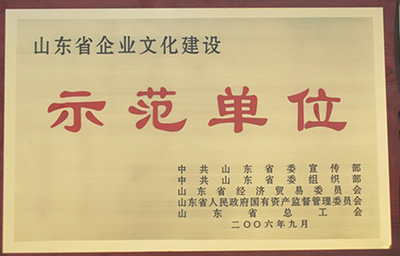 山东省企业文化建设
示范单位
中共山东省委宣传部
中共山东省委组织部
山东省经济贸易委员会
山东省人民政府国有资产监督管理委员会
山东省总工会
二〇〇六年九月